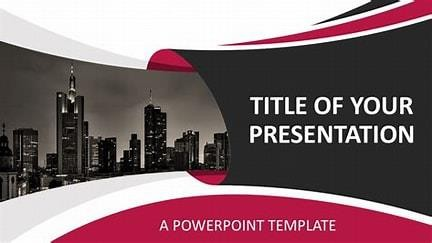 TITLE OF YOUR
PRESENTATION
A POWERPOINT TEMPLATE